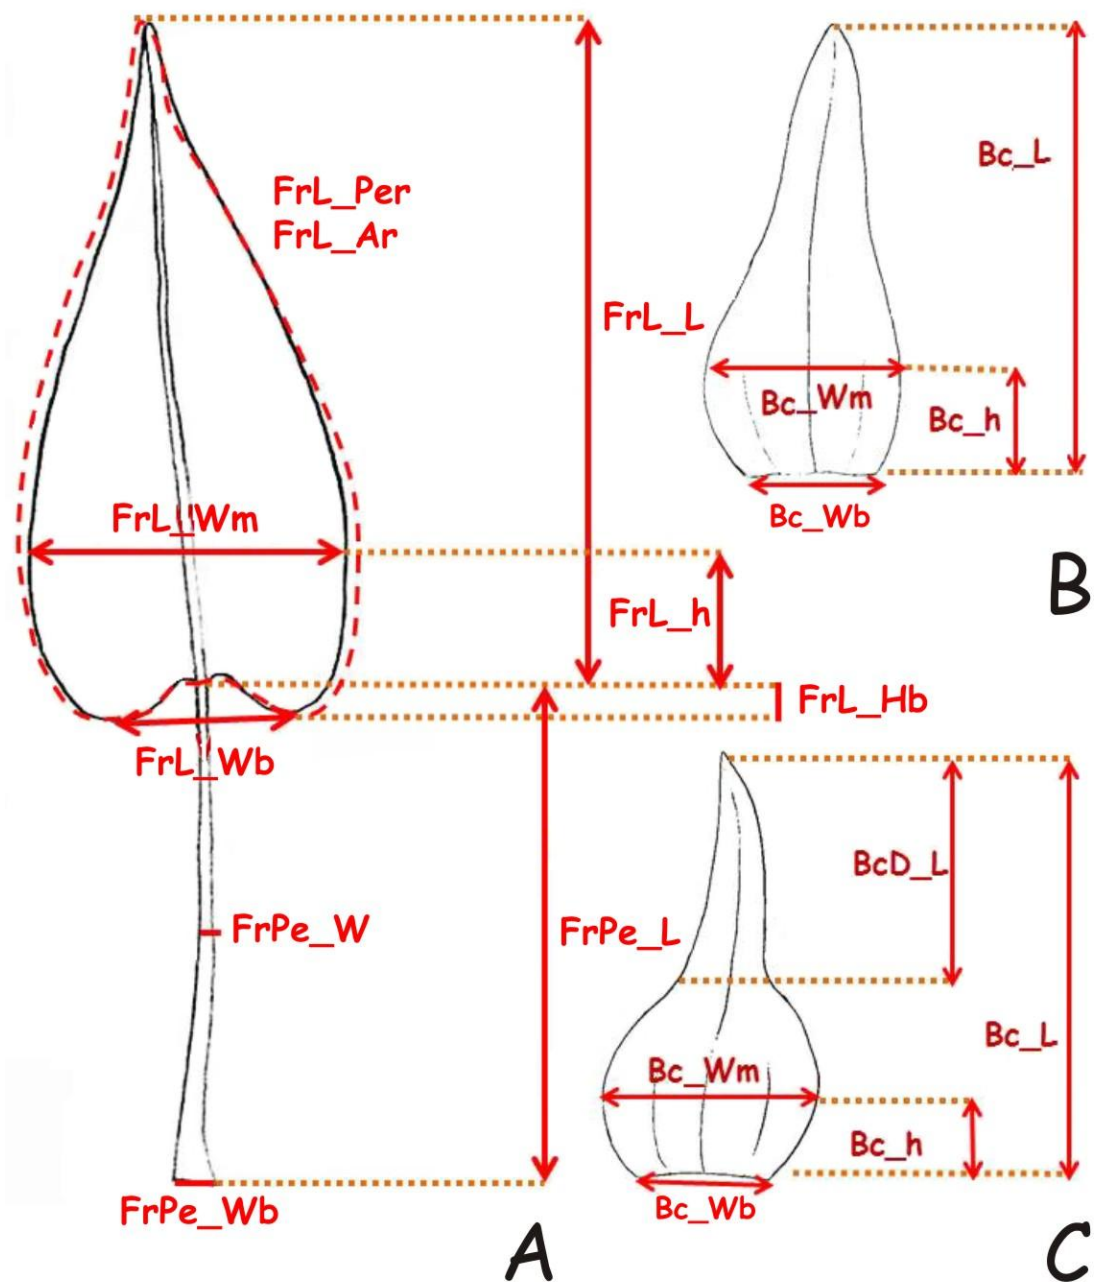 FrL_Per
FrL_Ar
FrL_L
FrL_Wm
FrL_h
FrL_Hb
FrL_Wb
FrPe_W
FrPe_L
FrPe_Wb
A
Bc_L
Bc_Wm
Bc_h
Bc_Wb
B
BcD_L
Bc_L
Bc_Wm
Bc_h
Bc_Wb
C